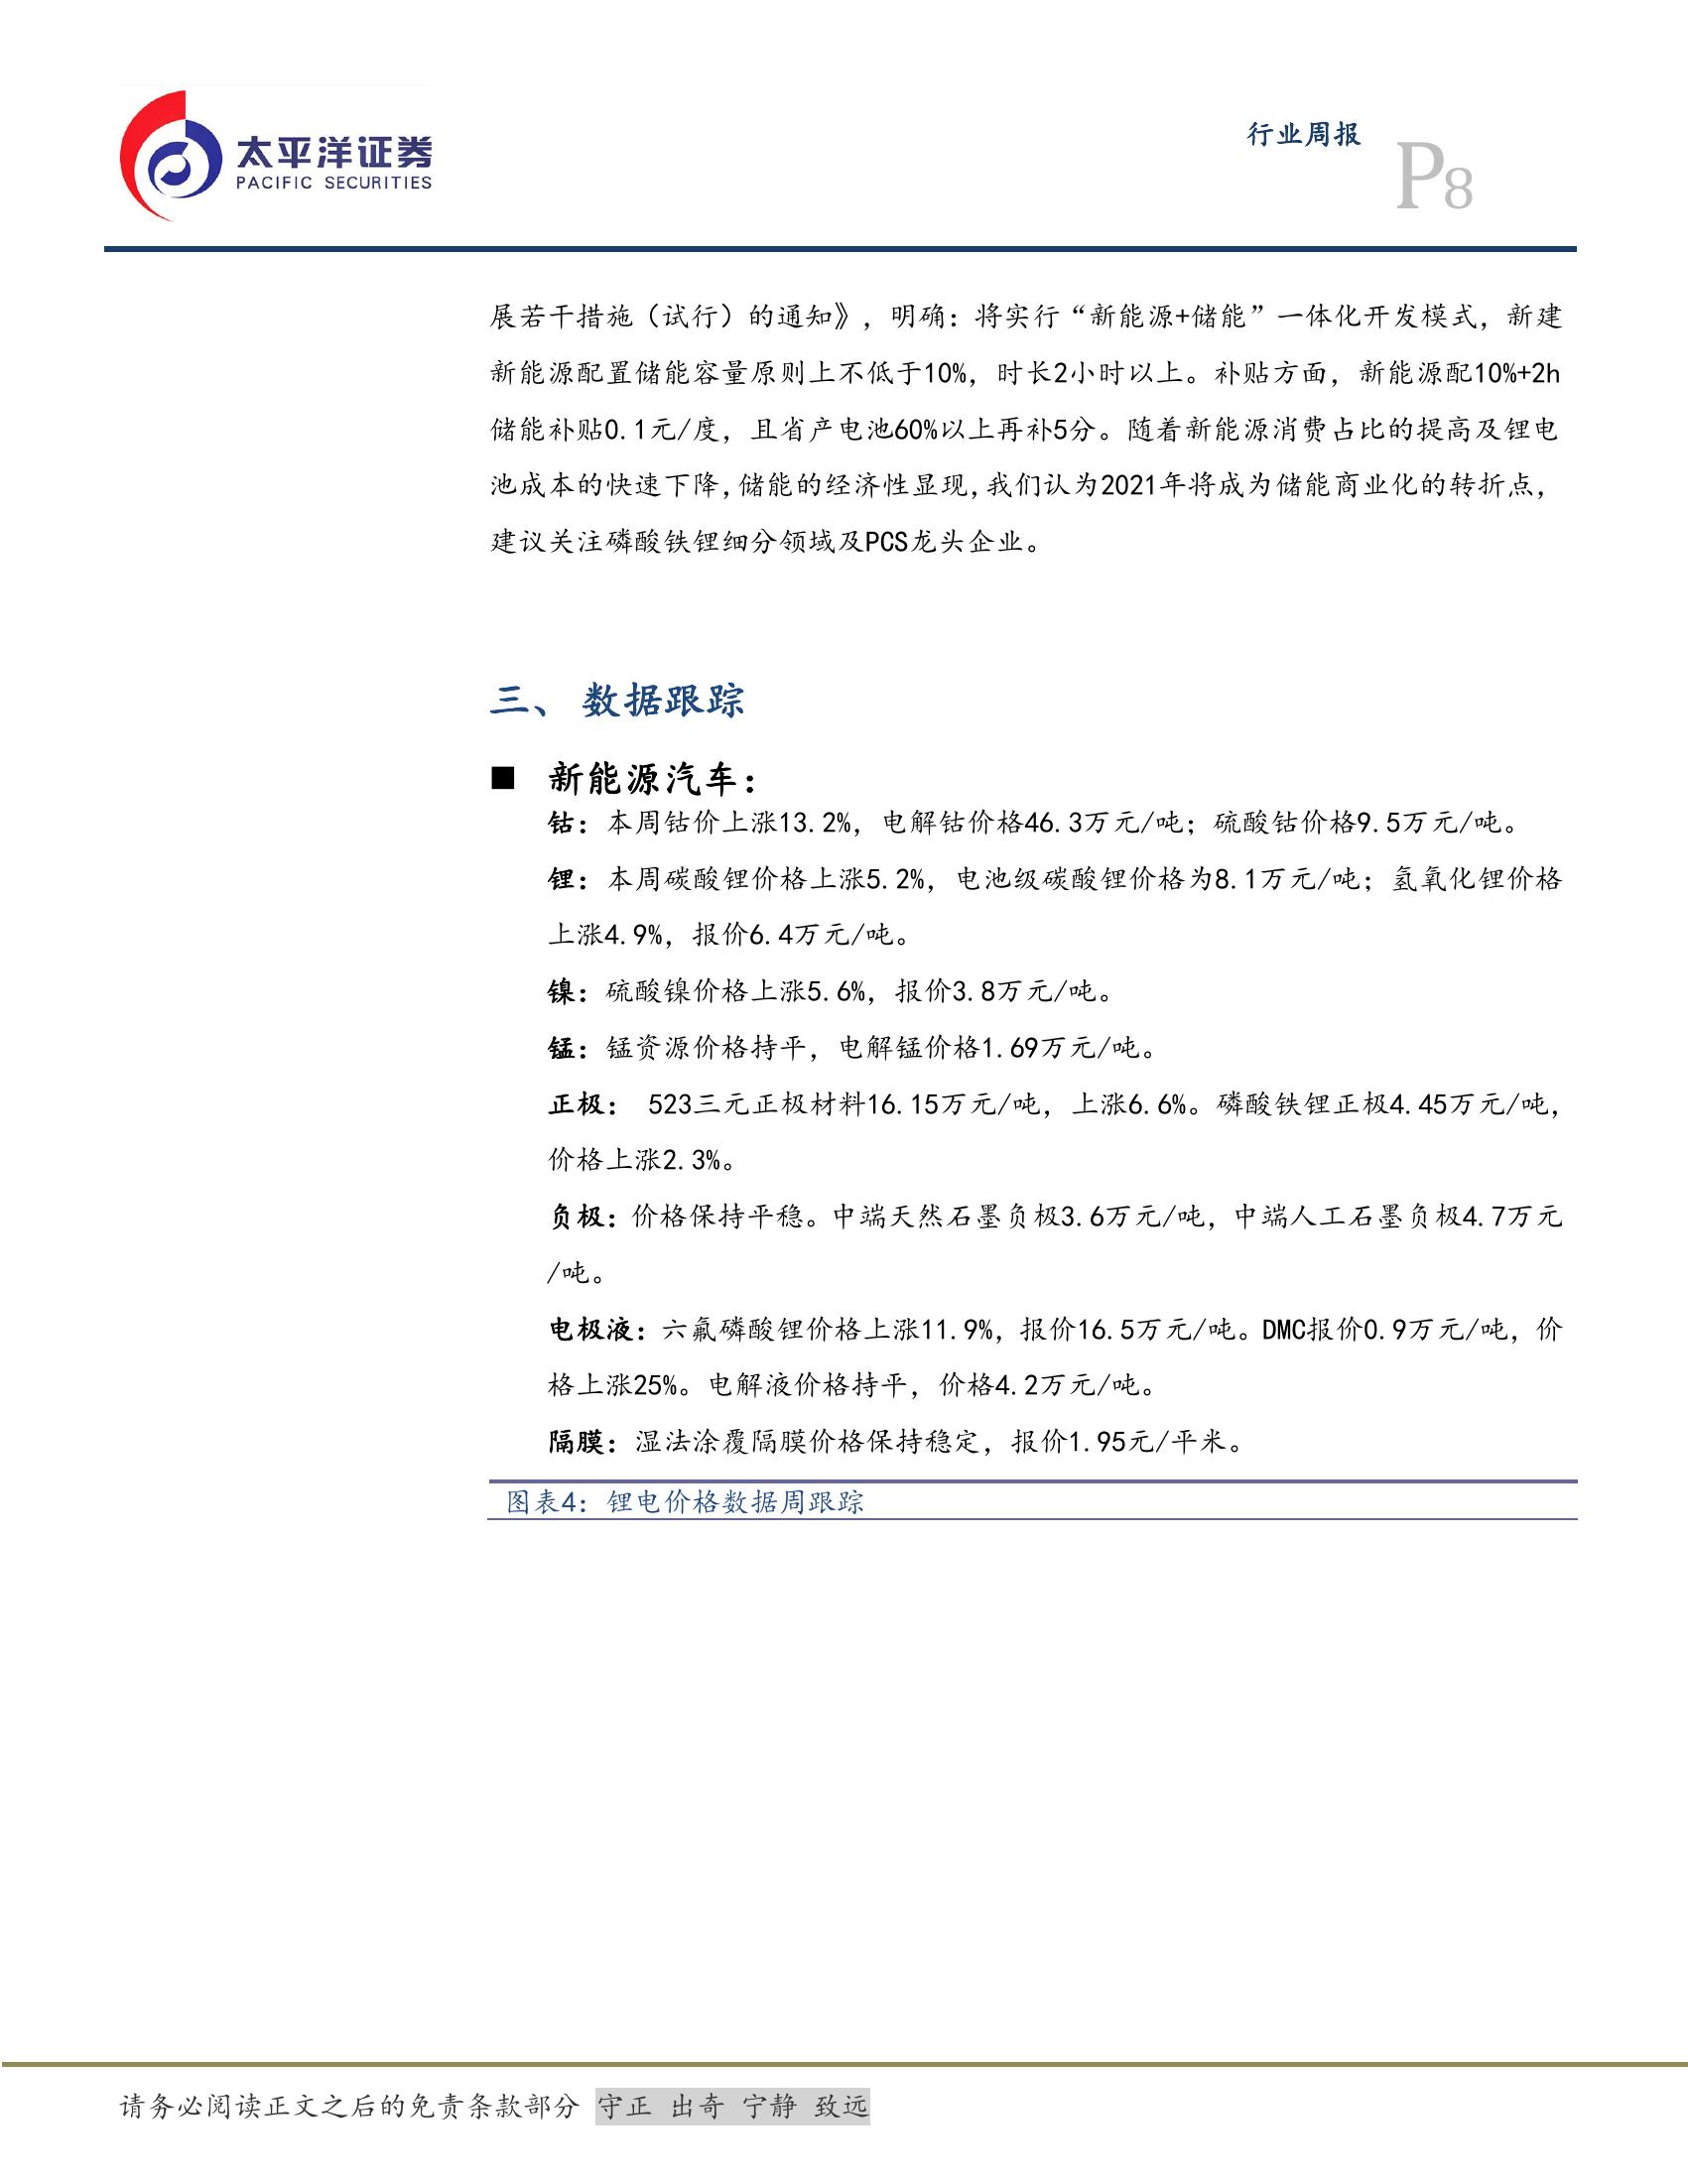 太平洋证券
PACIFIC SECURITIES
行业周报
P8
展若干措施（试行）的通知》，明确：将实行“新能源+储能”一体化开发模式，新建
新能源配置储能容量原则上不低于10%，时长2小时以上。补贴方面，新能源配10%+2h
储能补贴0.1元/度，且省产电池60%以上再补5分。随着新能源消费占比的提高及锂电
池成本的快速下降,储能的经济性显现,我们认为2021年将成为储能商业化的转折点，
建议关注磷酸铁锂细分领域及PCS龙头企业。
三、 数据跟踪
■ 新能源汽车：
钴：本周钴价上涨13.2%，电解钴价格46.3万元/吨；硫酸钴价格9.5万元/吨。
锂：本周碳酸锂价格上涨5.2%，电池级碳酸锂价格为8.1万元/吨；氢氧化锂价格
上涨4.9%，报价6.4万元/吨。
镍：硫酸镍价格上涨5.6%，报价3.8万元/吨。
锰：锰资源价格持平，电解锰价格1.69万元/吨。
正极： 523三元正极材料16.15万元/吨，上涨6.6%。磷酸铁锂正极4.45万元/吨，
价格上涨2.3%。
负极：价格保持平稳。中端天然石墨负极3.6万元/吨，中端人工石墨负极4.7万元
/吨。
电极液：六氟磷酸锂价格上涨11.9%，报价16.5万元/吨。DMC报价0.9万元/吨，价
格上涨25%。电解液价格持平，价格4.2万元/吨。
隔膜：湿法涂覆隔膜价格保持稳定，报价1.95元/平米。
图表4：锂电价格数据周跟踪
请务必阅读正文之后的免责条款部分 守正 出奇 宁静 致远